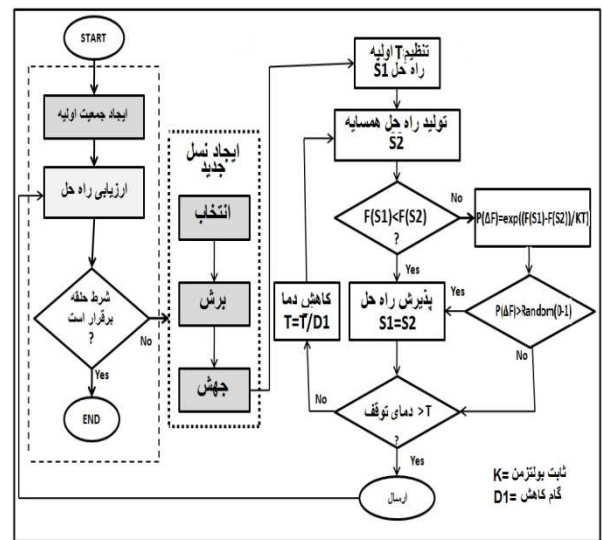 START
ایجاد جمعیت اولیه
ارزیابی راه حل
شرط حلقه
برقرار است
?
No
Yes
END
ایجاد نسل
جدید
انتخاب
برش
جهش
تنظیم T اولیه
راه حل S1
تولید راه حل همسایه
S2
F(S1)<F(S2)
?
No
P(ΔF)=exp((F(S1)-F(S2))/KT)
Yes
P(ΔF)>Random(0-1)
Yes
No
پذیرش راه حل
S1=S2
کاهش دما
T=T/D1
دمای توقف >T
?
No
Yes
ارسال
ثابت بولتزمن =K
گام کاهش =D1